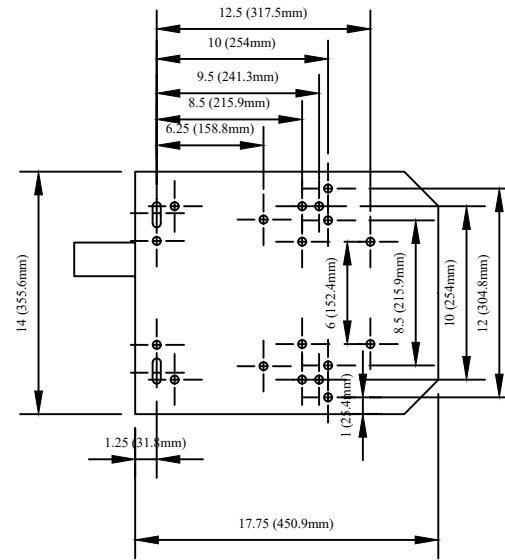 12.5 (317.5mm)
10 (254mm)
9.5 (241.3mm)
8.5 (215.9mm)
6.25 (158.8mm)
14 (355.6mm)
6 (152.4mm)
8.5 (215.9mm)
10 (254mm)
12 (304.8mm)
1 (25.4mm)
1.25 (31.8mm)
17.75 (450.9mm)